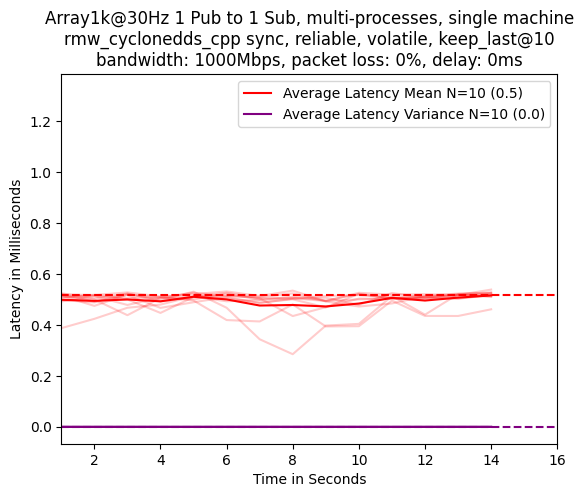 Array1k@30Hz 1 Pub to 1 Sub, multi-processes, single machine
rmw_cyclonedds_cpp sync, reliable, volatile, keep_last@10
bandwidth: 1000Mbps, packet loss: 0%, delay: 0ms
Average Latency Mean N=10 (0.5)
Average Latency Variance N=10 (0.0)
Latency in Milliseconds
1.2
1.0
0.8
0.6
0.4
0.2
0.0
2 4 6 8 10 12 14 16
Time in Seconds